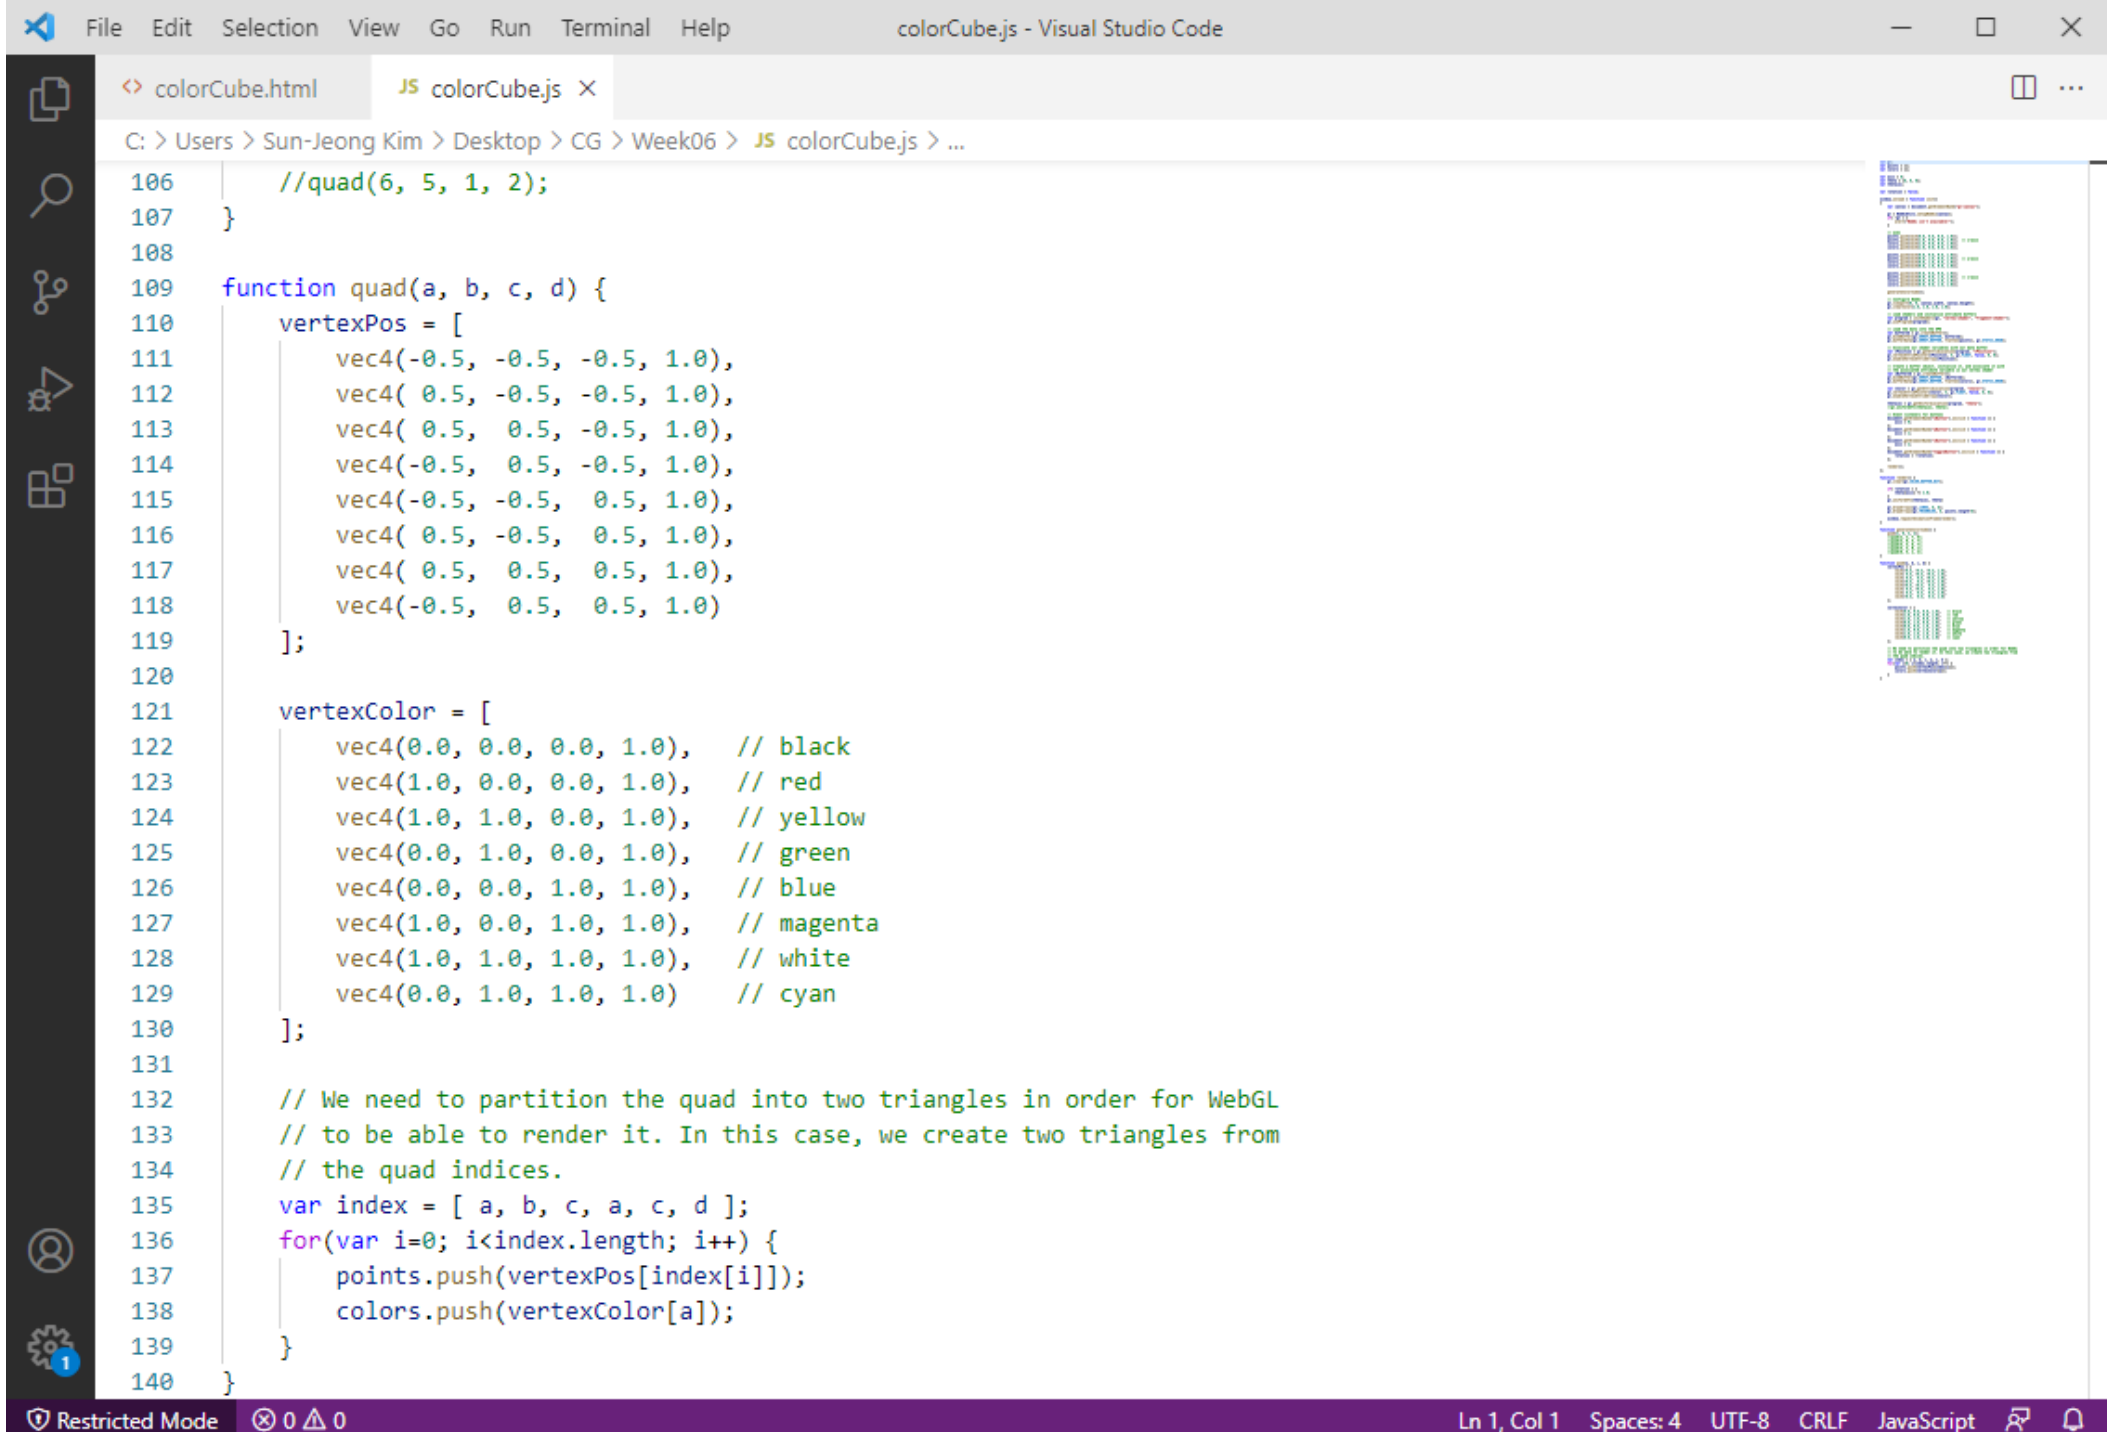 File Edit Selection View Go Run Terminal Help colorCube.js - Visual Studio Code
<> colorCube.html JS colorCube.js
C: > Users > Sun-Jeong Kim > Desktop > CG > Week06 > JS colorCube.js > ...
106 //quad(6, 5, 1, 2);
107 }
108
109 function quad(a, b, c, d) {
110 vertexPos = [
111 vec4(-0.5, -0.5, -0.5, 1.0),
112 vec4( 0.5, -0.5, -0.5, 1.0),
113 vec4( 0.5,  0.5, -0.5, 1.0),
114 vec4(-0.5,  0.5, -0.5, 1.0),
115 vec4(-0.5, -0.5,  0.5, 1.0),
116 vec4( 0.5, -0.5,  0.5, 1.0),
117 vec4( 0.5,  0.5,  0.5, 1.0),
118 vec4(-0.5,  0.5,  0.5, 1.0)
119 ];
120
121 vertexColor = [
122 vec4(0.0, 0.0, 0.0, 1.0),   // black
123 vec4(1.0, 0.0, 0.0, 1.0),   // red
124 vec4(1.0, 1.0, 0.0, 1.0),   // yellow
125 vec4(0.0, 1.0, 0.0, 1.0),   // green
126 vec4(0.0, 0.0, 1.0, 1.0),   // blue
127 vec4(1.0, 0.0, 1.0, 1.0),   // magenta
128 vec4(1.0, 1.0, 1.0, 1.0),   // white
129 vec4(0.0, 1.0, 1.0, 1.0)    // cyan
130 ];
131
132 // We need to partition the quad into two triangles in order for WebGL
133 // to be able to render it. In this case, we create two triangles from
134 // the quad indices.
135 var index = [ a, b, c, a, c, d ];
136 for(var i=0; i<index.length; i++) {
137 points.push(vertexPos[index[i]]);
138 colors.push(vertexColor[a]);
139 }
140 }
1
Restricted Mode 0 0 Ln 1, Col 1 Spaces: 4 UTF-8 CRLF JavaScript